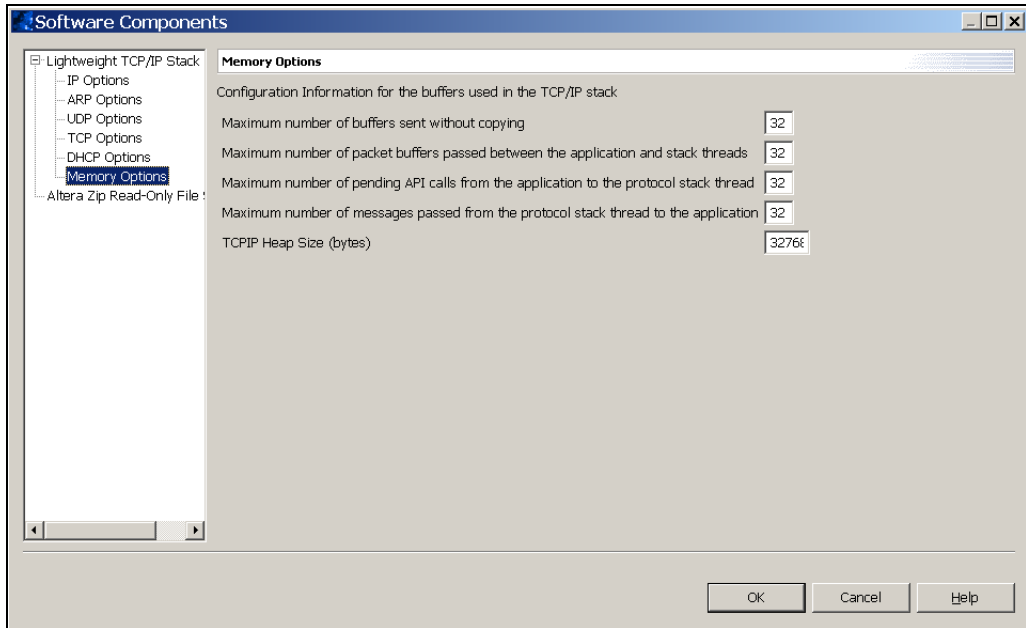 Software Components
Lightweight TCP/IP Stack
IP Options
ARP Options
UDP Options
TCP Options
DHCP Options
Memory Options
Altera Zip Read-Only File
Memory Options
Configuration Information for the buffers used in the TCP/IP stack
Maximum number of buffers sent without copying 32
Maximum number of packet buffers passed between the application and stack threads 32
Maximum number of pending API calls from the application to the protocol stack thread 32
Maximum number of messages passed from the protocol stack thread to the application 32
TCPIP Heap Size (bytes) 32768
OK Cancel Help